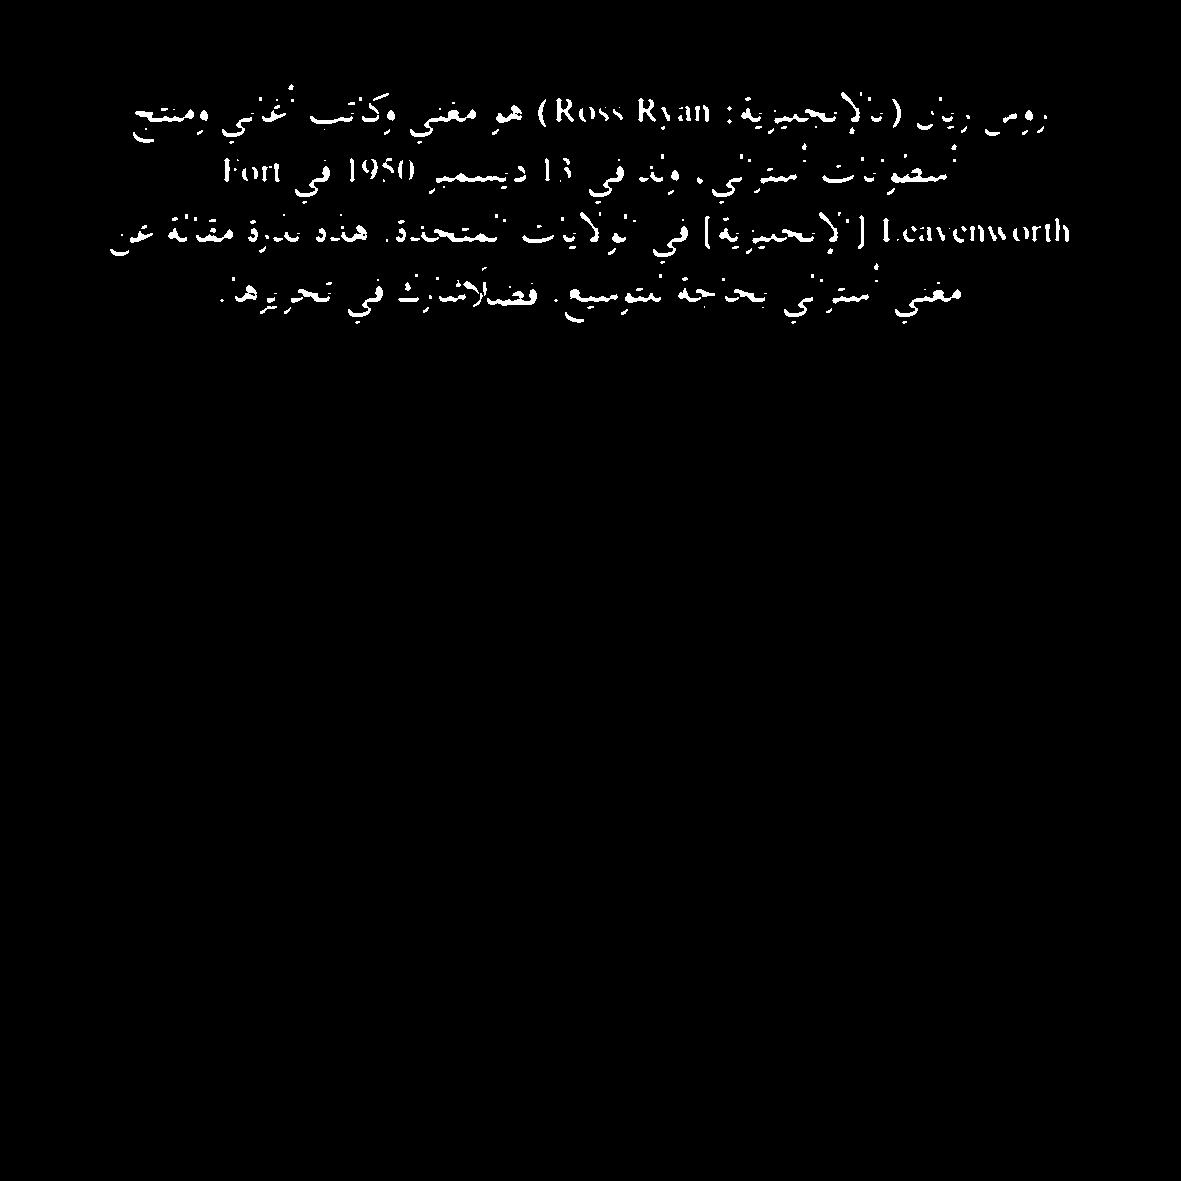 روس ريان (بالإنجليزية: Ross Ryan) هو مغني وكاتب أغاني ومنتج
أسطوانات أسترالي، ولد في 13 ديسمبر 1950 في Fort
Leavenworth [الإنجليزية] في الولايات المتحدة. هذه بذرة مقالة عن
مغني أسترالي بحاجة للتوسيع. فضلًا شارك في تحريرها.